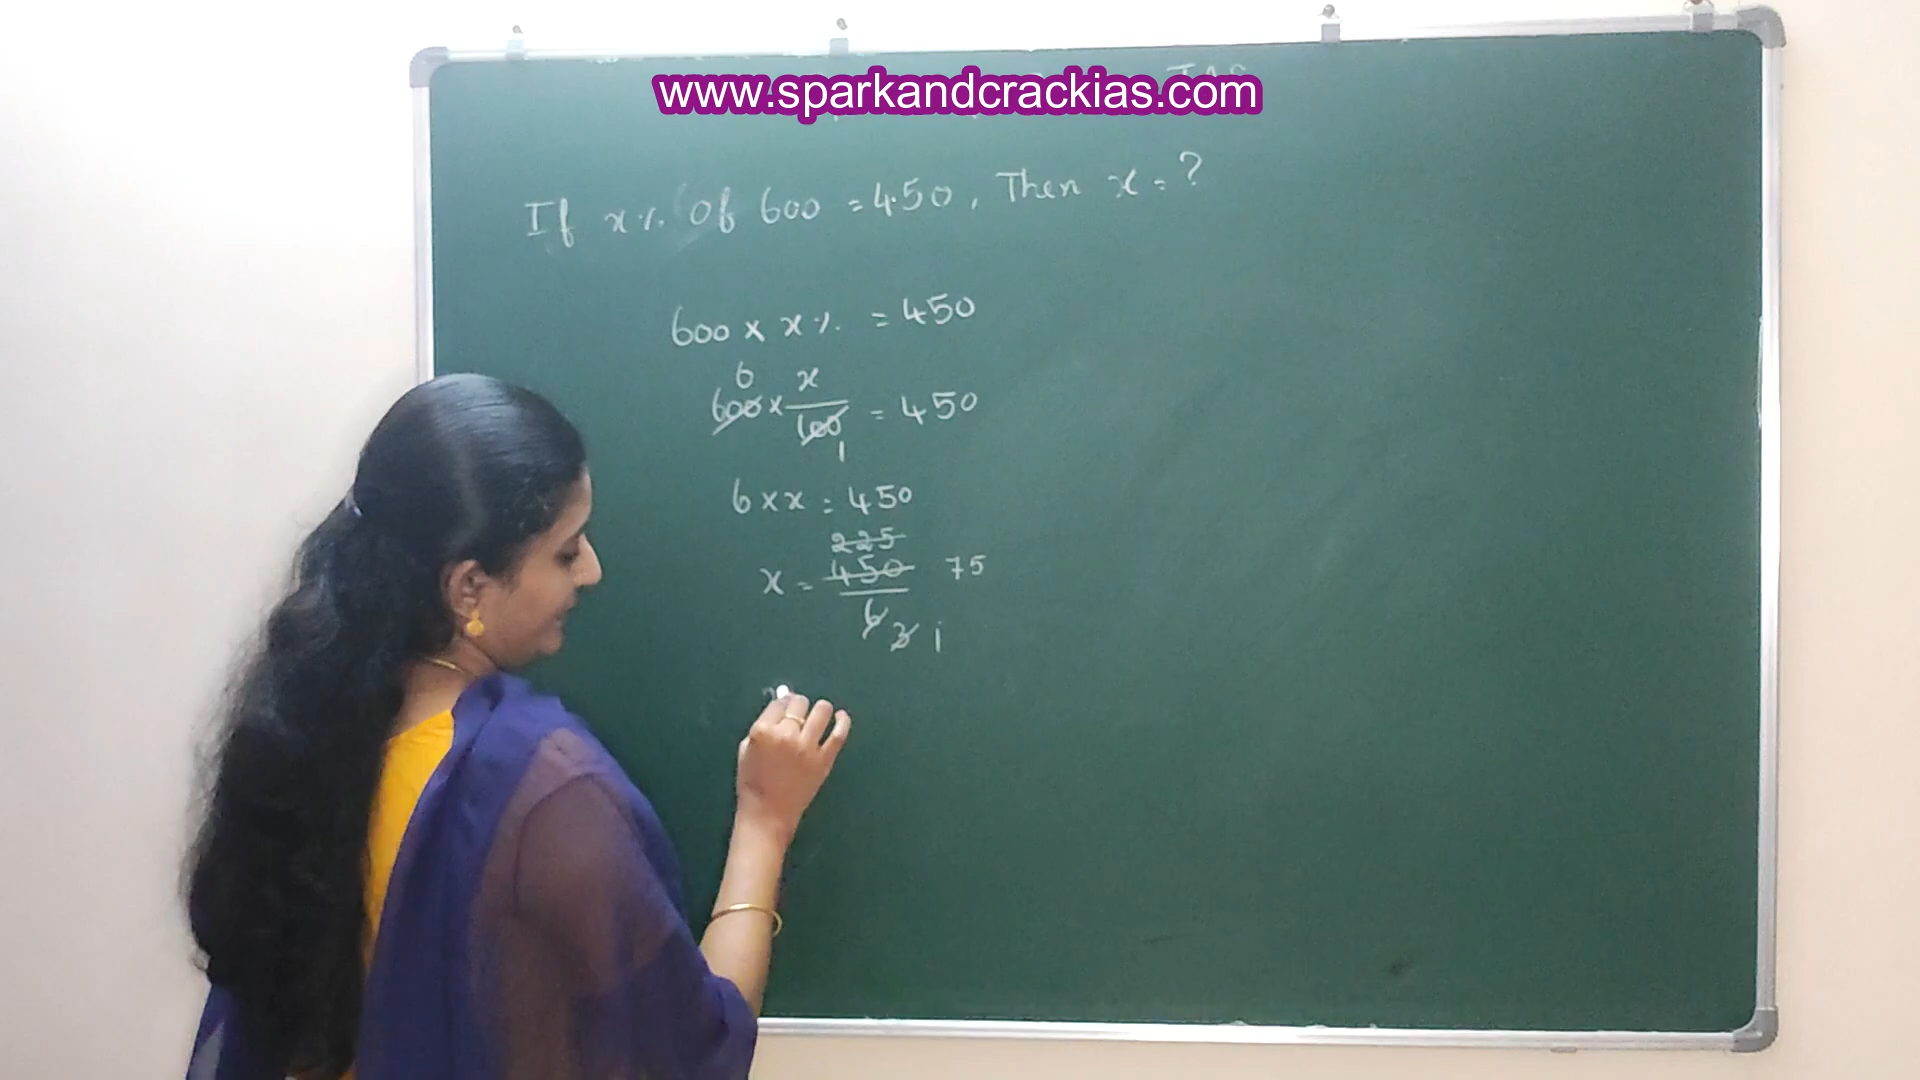 www.sparkandcrackias.com
If x% of 600 = 450, Then x = ?
600 × x% = 450
6 x
600 × 100 = 450
1
6 × x = 450
225
x = 450 75
6 3 1